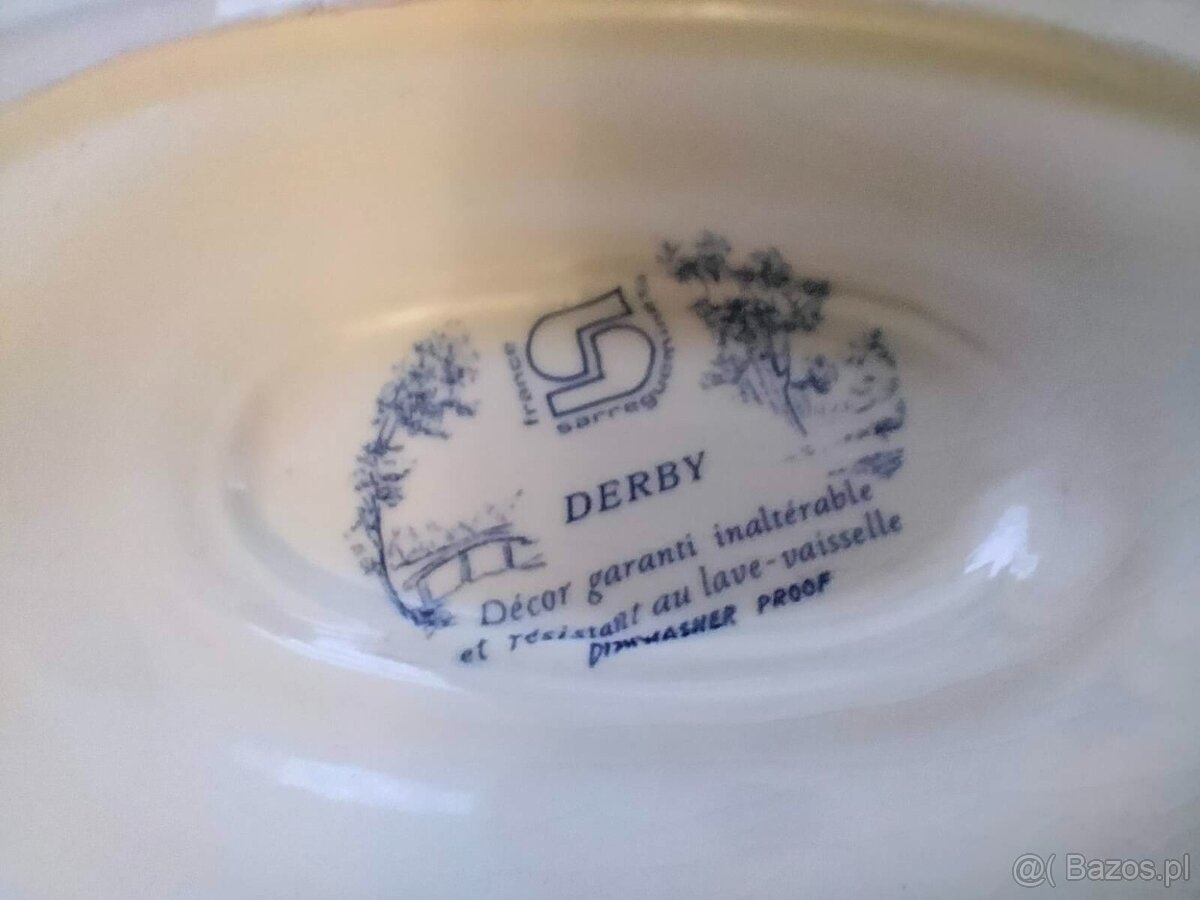 france
sarreguemines
DERBY
Décor garanti inaltérable
et résistant au lave-vaisselle
DISHWASHER PROOF
@( Bazos.pl